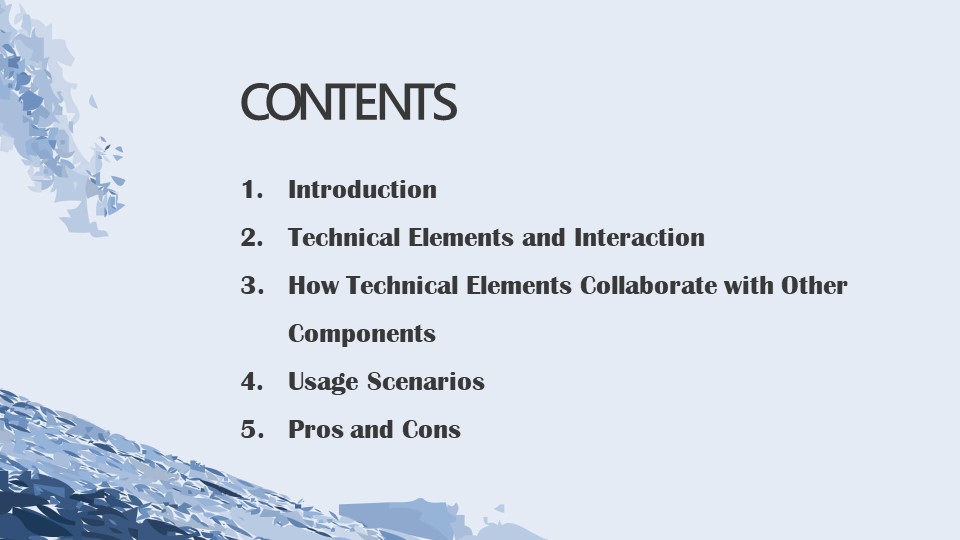 CONTENTS
1. Introduction
2. Technical Elements and Interaction
3. How Technical Elements Collaborate with Other
Components
4. Usage Scenarios
5. Pros and Cons